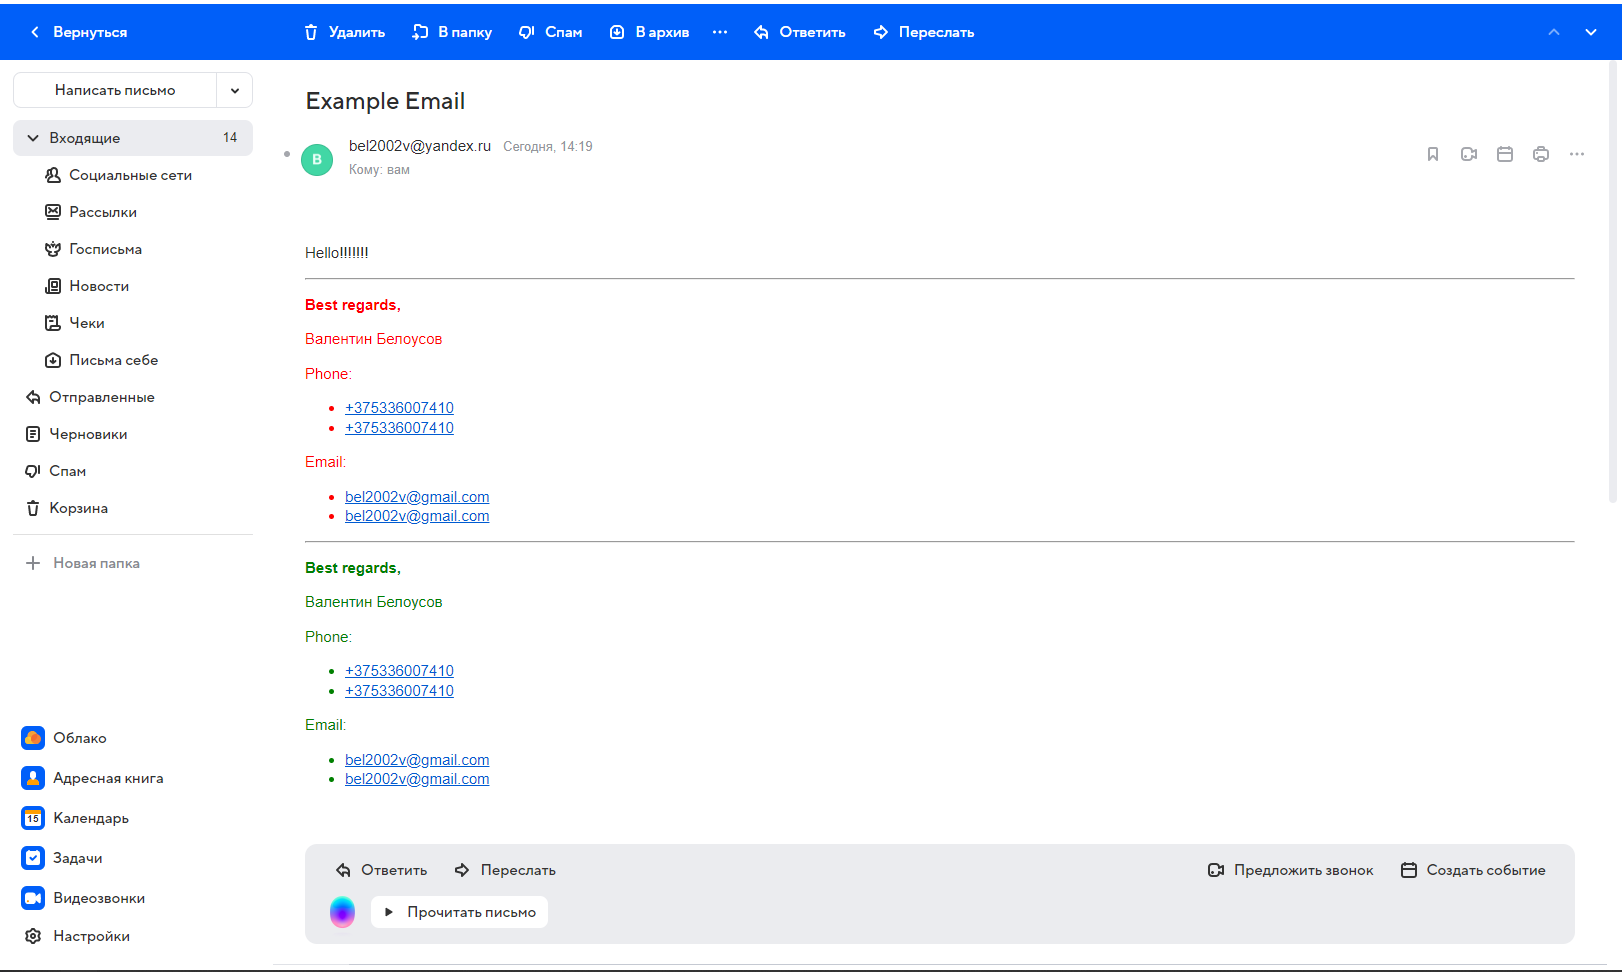 Вернуться
Удалить
В папку
Спам
В архив
Ответить
Переслать
Написать письмо
Входящие 14
Социальные сети
Рассылки
Госписьма
Новости
Чеки
Письма себе
Отправленные
Черновики
Спам
Корзина
Новая папка
Облако
Адресная книга
15
Календарь
Задачи
Видеозвонки
Настройки
Example Email
B
bel2002v@yandex.ru Сегодня, 14:19
Кому: вам
Hello!!!!!!!
Best regards,
Валентин Белоусов
Phone:
+375336007410
+375336007410
Email:
bel2002v@gmail.com
bel2002v@gmail.com
Best regards,
Валентин Белоусов
Phone:
+375336007410
+375336007410
Email:
bel2002v@gmail.com
bel2002v@gmail.com
Ответить
Переслать
Предложить звонок
Создать событие
Прочитать письмо